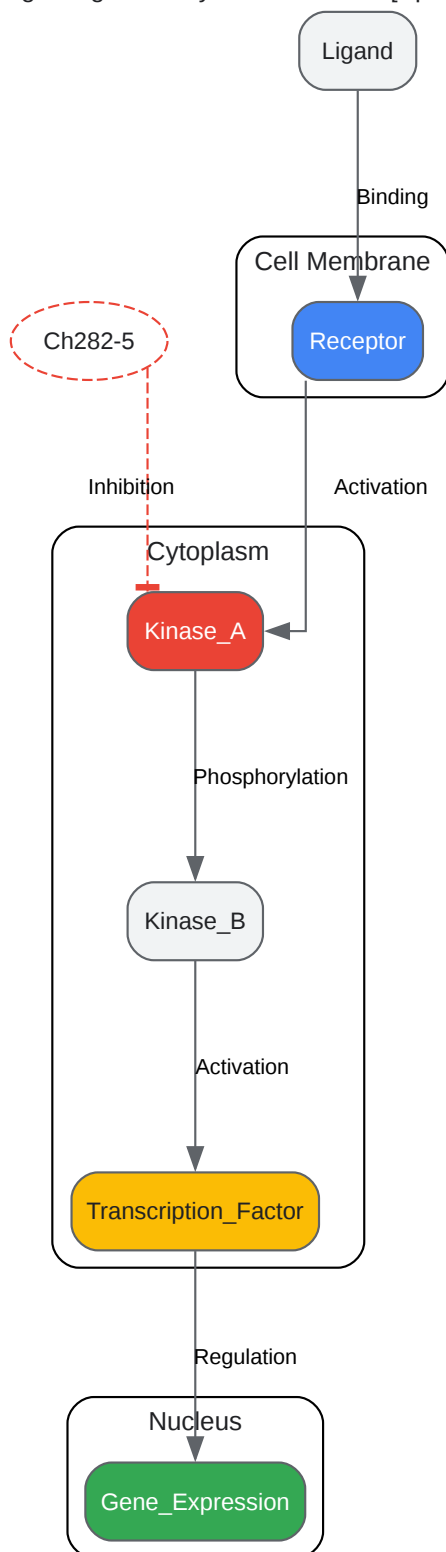 Ligand
Binding
Cell Membrane
Receptor
Ch282-5
Inhibition
Activation
Cytoplasm
Kinase_A
Phosphorylation
Kinase_B
Activation
Transcription_Factor
Regulation
Nucleus
Gene_Expression